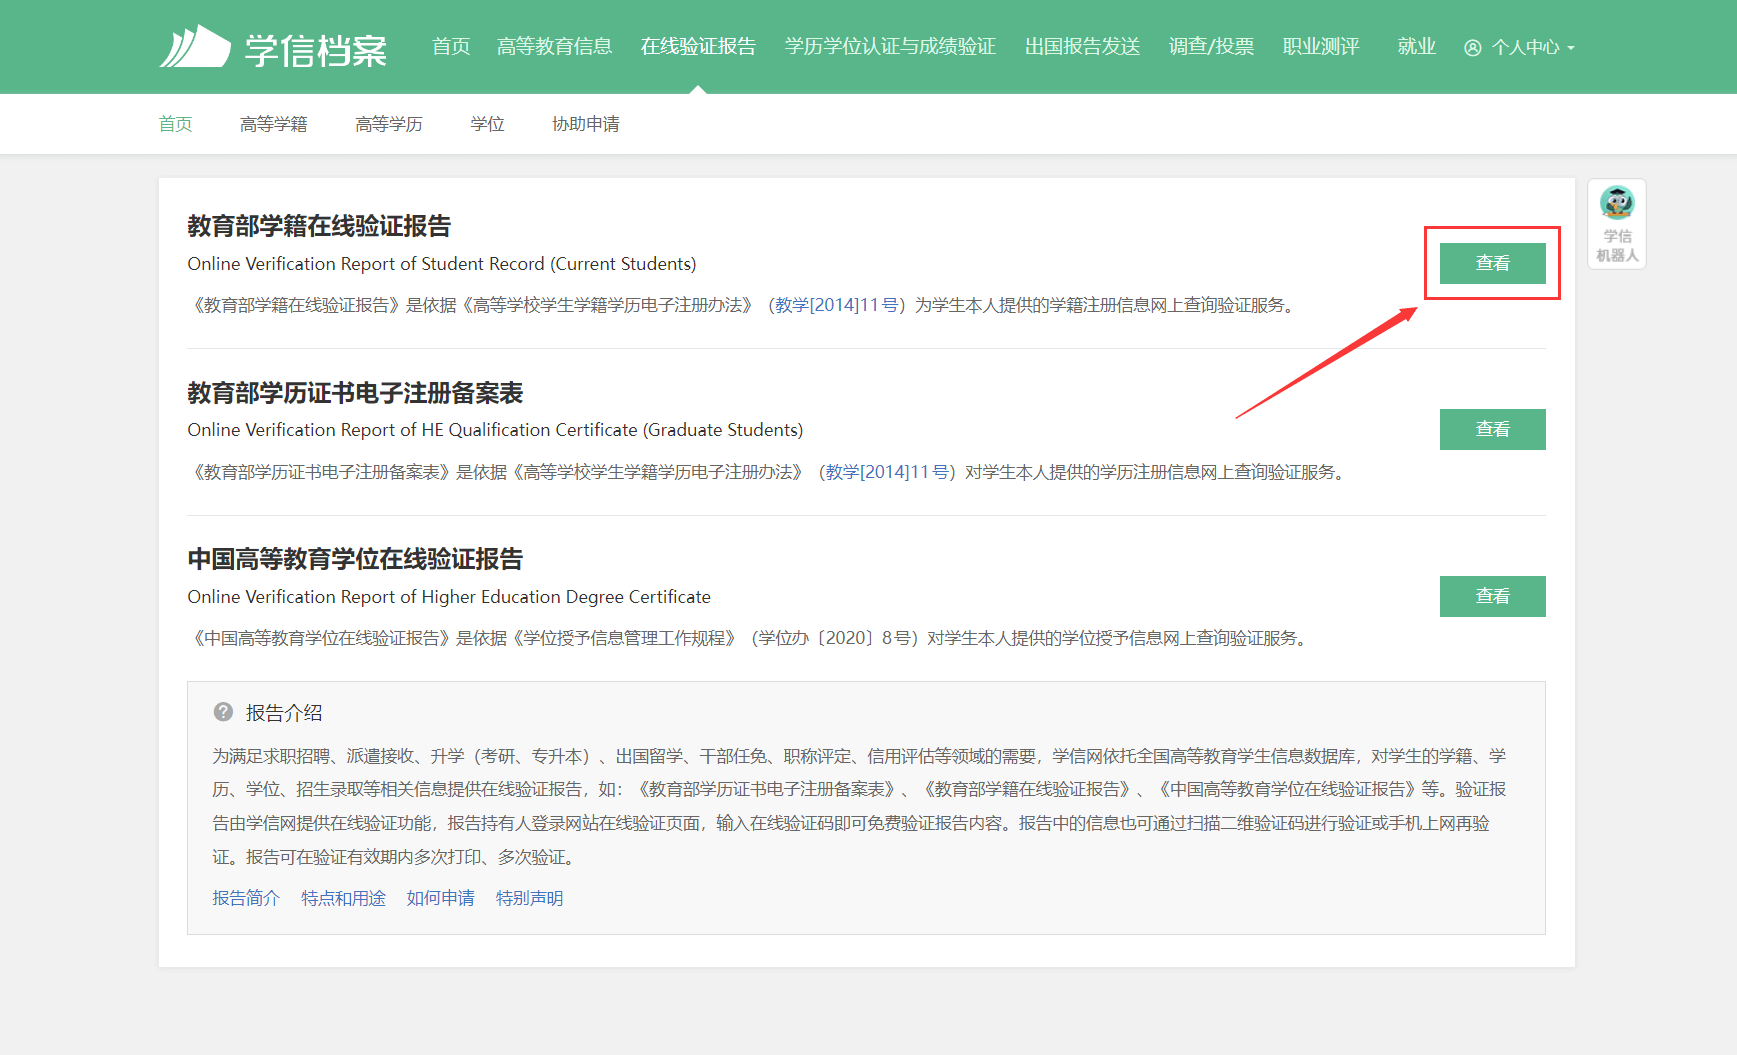 学信档案
首页 高等教育信息 在线验证报告 学历学位认证与成绩验证 出国报告发送 调查/投票 职业测评 就业 个人中心
首页 高等学籍 高等学历 学位 协助申请
教育部学籍在线验证报告
Online Verification Report of Student Record (Current Students)
《教育部学籍在线验证报告》是依据《高等学校学生学籍学历电子注册办法》（教学[2014]11号）为学生本人提供的学籍注册信息网上查询验证服务。
查看
学信
机器人
教育部学历证书电子注册备案表
Online Verification Report of HE Qualification Certificate (Graduate Students)
《教育部学历证书电子注册备案表》是依据《高等学校学生学籍学历电子注册办法》（教学[2014]11号）对学生本人提供的学历注册信息网上查询验证服务。
查看
中国高等教育学位在线验证报告
Online Verification Report of Higher Education Degree Certificate
《中国高等教育学位在线验证报告》是依据《学位授予信息管理工作规程》（学位办〔2020〕8号）对学生本人提供的学位授予信息网上查询验证服务。
查看
报告介绍
为满足求职招聘、派遣接收、升学（考研、专升本）、出国留学、干部任免、职称评定、信用评估等领域的需要，学信网依托全国高等教育学生信息数据库，对学生的学籍、学
历、学位、招生录取等相关信息提供在线验证报告，如：《教育部学历证书电子注册备案表》、《教育部学籍在线验证报告》、《中国高等教育学位在线验证报告》等。验证报
告由学信网提供在线验证功能，报告持有人登录网站在线验证页面，输入在线验证码即可免费验证报告内容。报告中的信息也可通过扫描二维验证码进行验证或手机上网再验
证。报告可在验证有效期内多次打印、多次验证。
报告简介 特点和用途 如何申请 特别声明